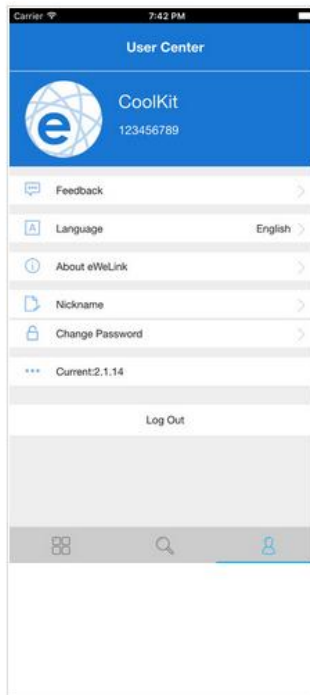 Carrier 7:42 PM
User Center
e
CoolKit
123456789
Feedback
A Language English
About eWeLink
Nickname
Change Password
Current:2.1.14
Log Out